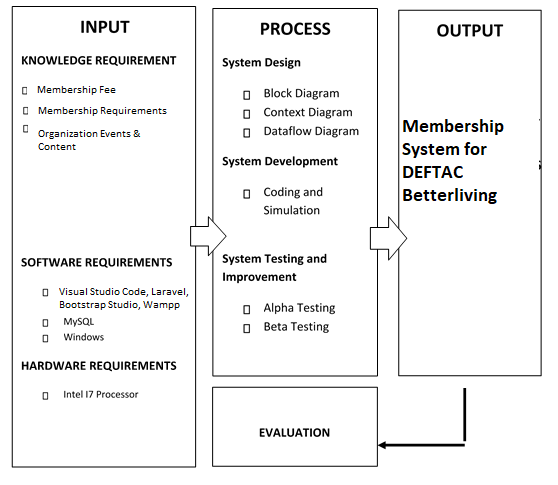 INPUT
KNOWLEDGE REQUIREMENT
Membership Fee
Membership Requirements
Organization Events &
Content
SOFTWARE REQUIREMENTS
Visual Studio Code, Laravel,
Bootstrap Studio, Wampp
MySQL
Windows
HARDWARE REQUIREMENTS
Intel I7 Processor
PROCESS
System Design
Block Diagram
Context Diagram
Dataflow Diagram
System Development
Coding and
Simulation
System Testing and
Improvement
Alpha Testing
Beta Testing
OUTPUT
Membership
System for
DEFTAC
Betterliving
EVALUATION